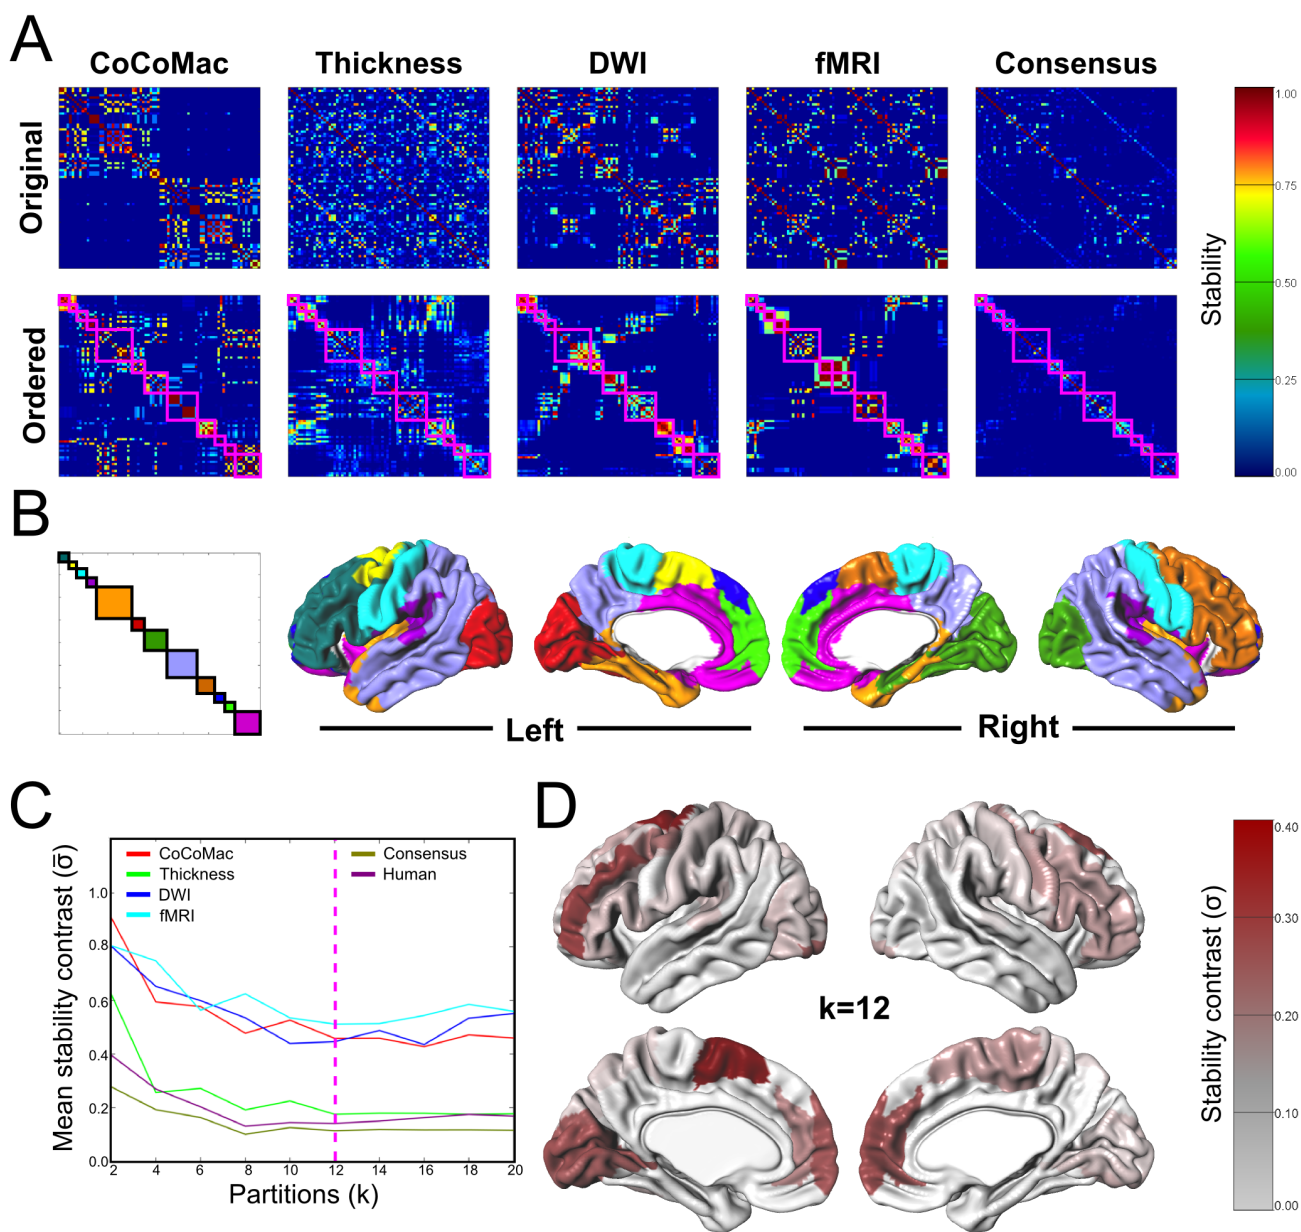 A
CoCoMac Thickness DWI fMRI Consensus
Original
Ordered
1.00
0.75
0.50
0.25
0.00
Stability
B
Left
Right
C
Mean stability contrast (σ̅)
CoCoMac
Thickness
DWI
fMRI
Consensus
Human
1.0
0.8
0.6
0.4
0.2
0.0
2 4 6 8 10 12 14 16 18 20
Partitions (k)
D
k=12
0.40
0.30
0.20
0.10
0.00
Stability contrast (σ)